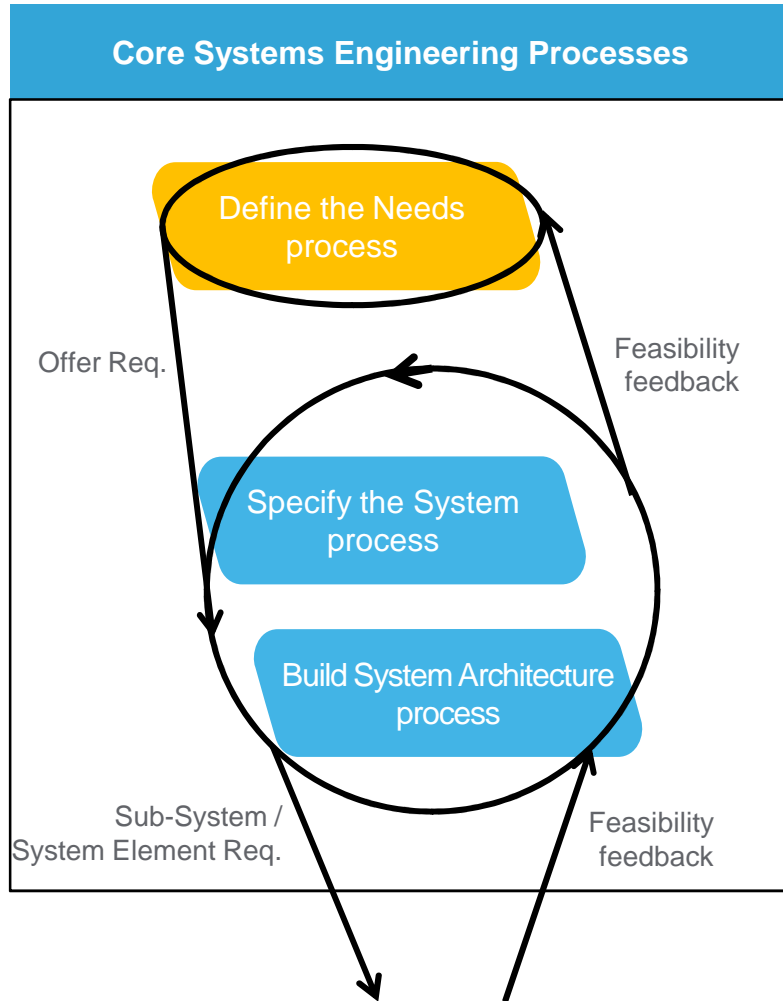 Core Systems Engineering Processes
Define the Needs
process
Offer Req.
Feasibility
feedback
Specify the System
process
Build System Architecture
process
Sub-System /
System Element Req.
Feasibility
feedback